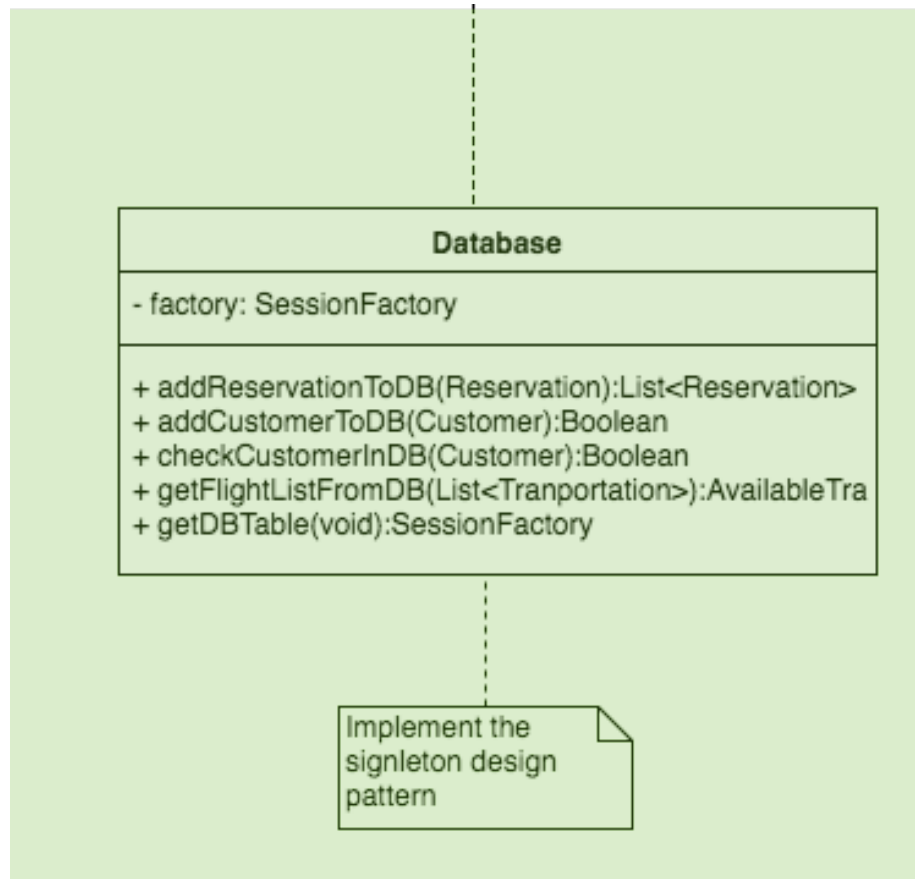 Database
- factory: SessionFactory
+ addReservationToDB(Reservation):List<Reservation>
+ addCustomerToDB(Customer):Boolean
+ checkCustomerInDB(Customer):Boolean
+ getFlightListFromDB(List<Tranportation>):AvailableTra
+ getDBTable(void):SessionFactory
Implement the
signleton design
pattern